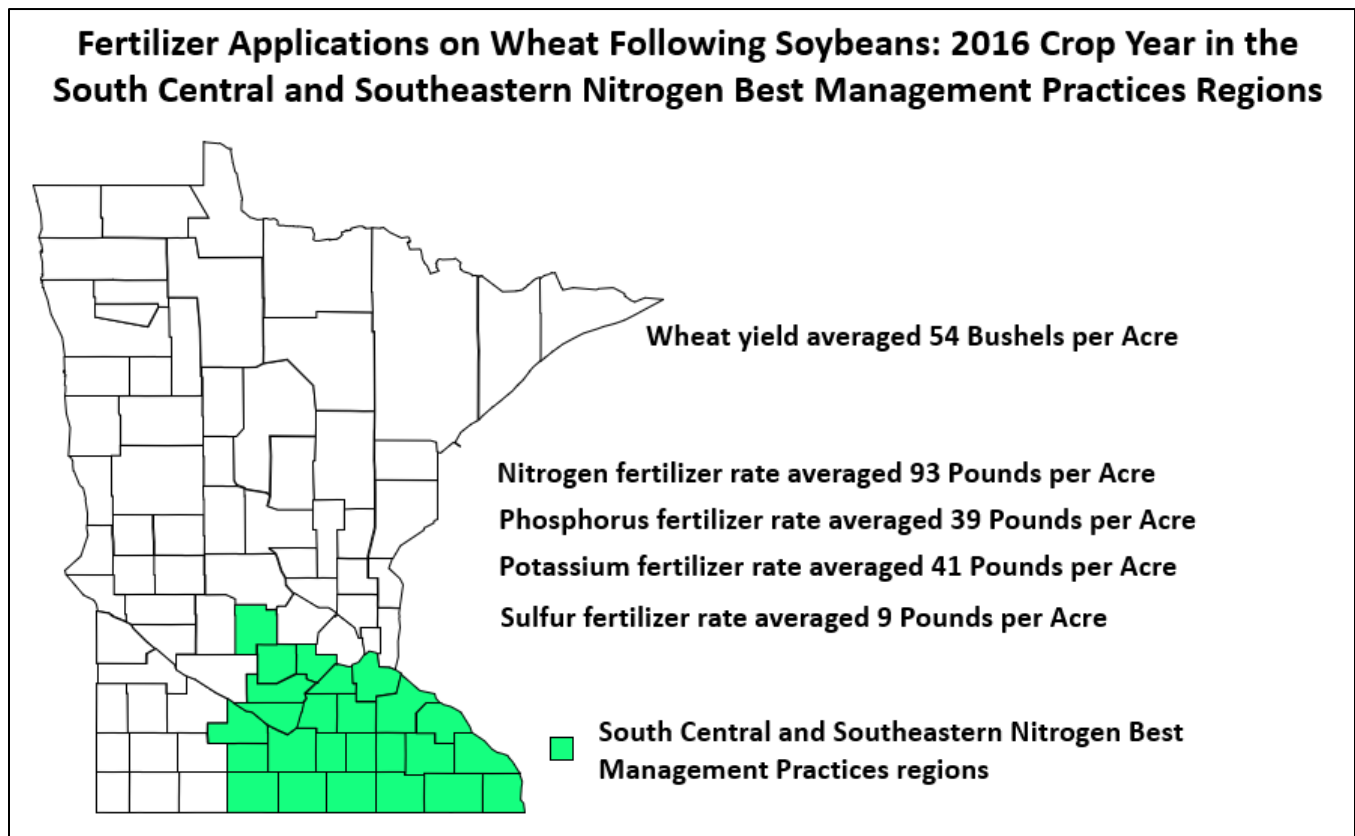 Fertilizer Applications on Wheat Following Soybeans: 2016 Crop Year in the
South Central and Southeastern Nitrogen Best Management Practices Regions
Wheat yield averaged 54 Bushels per Acre
Nitrogen fertilizer rate averaged 93 Pounds per Acre
Phosphorus fertilizer rate averaged 39 Pounds per Acre
Potassium fertilizer rate averaged 41 Pounds per Acre
Sulfur fertilizer rate averaged 9 Pounds per Acre
South Central and Southeastern Nitrogen Best
Management Practices regions